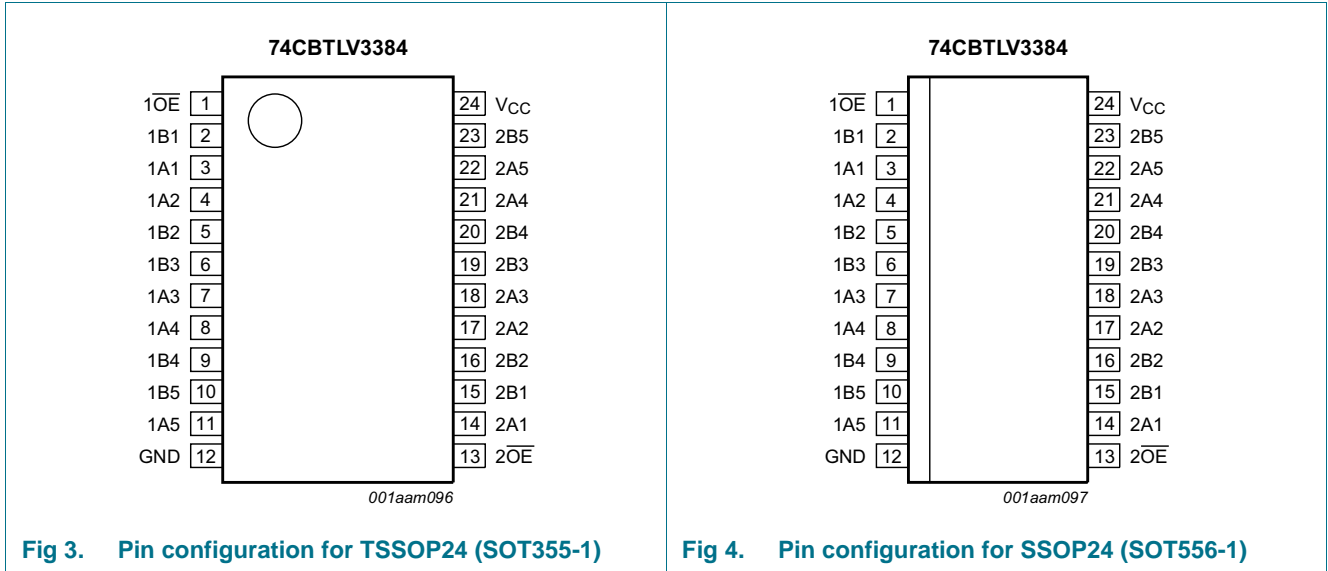 74CBTLV3384
1OE 1 24 VCC
1B1 2 23 2B5
1A1 3 22 2A5
1A2 4 21 2A4
1B2 5 20 2B4
1B3 6 19 2B3
1A3 7 18 2A3
1A4 8 17 2A2
1B4 9 16 2B2
1B5 10 15 2B1
1A5 11 14 2A1
GND 12 13 2OE
001aam096
Fig 3. Pin configuration for TSSOP24 (SOT355-1)
74CBTLV3384
1OE 1 24 VCC
1B1 2 23 2B5
1A1 3 22 2A5
1A2 4 21 2A4
1B2 5 20 2B4
1B3 6 19 2B3
1A3 7 18 2A3
1A4 8 17 2A2
1B4 9 16 2B2
1B5 10 15 2B1
1A5 11 14 2A1
GND 12 13 2OE
001aam097
Fig 4. Pin configuration for SSOP24 (SOT556-1)